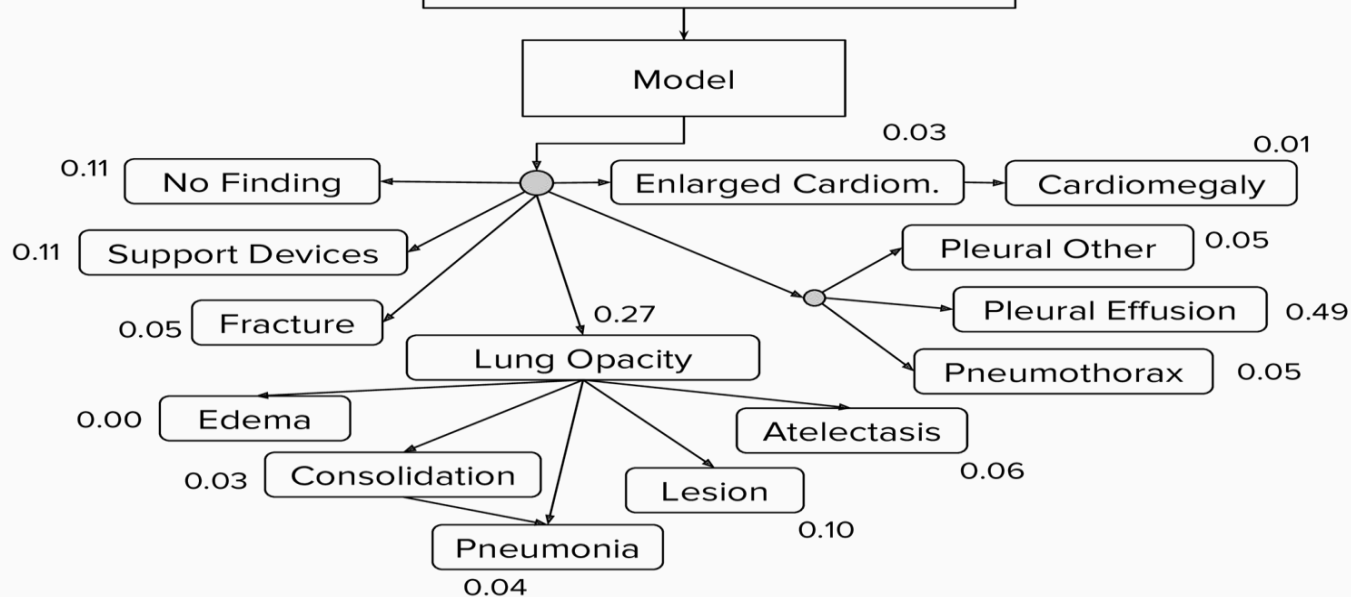 Model
0.03
0.01
0.11
No Finding
Enlarged Cardiom.
Cardiomegaly
0.11
Support Devices
Pleural Other
0.05
0.05
Fracture
0.27
Pleural Effusion
0.49
Lung Opacity
Pneumothorax
0.05
0.00
Edema
Atelectasis
0.06
0.03
Consolidation
Lesion
0.10
Pneumonia
0.04